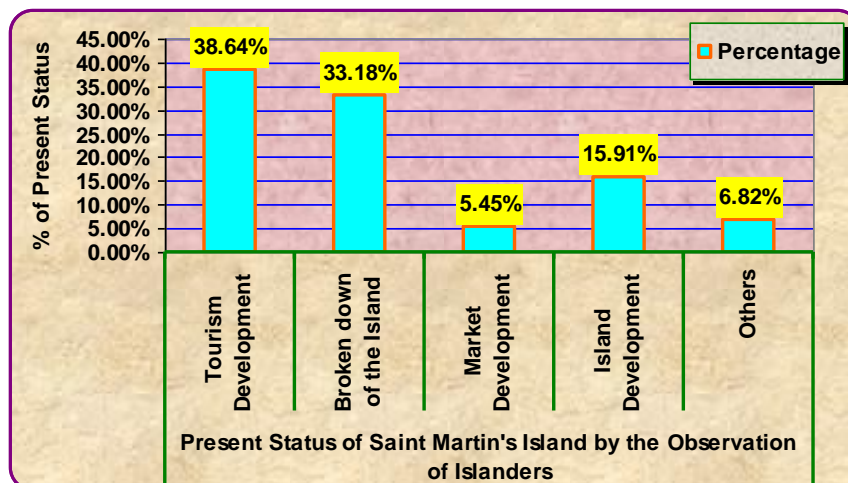 45.00%
40.00%
35.00%
30.00%
25.00%
20.00%
15.00%
10.00%
5.00%
0.00%
% of Present Status
38.64%
33.18%
5.45%
15.91%
6.82%
Percentage
Tourism
Development
Broken down
of the Island
Market
Development
Island
Development
Others
Present Status of Saint Martin's Island by the Observation
of Islanders